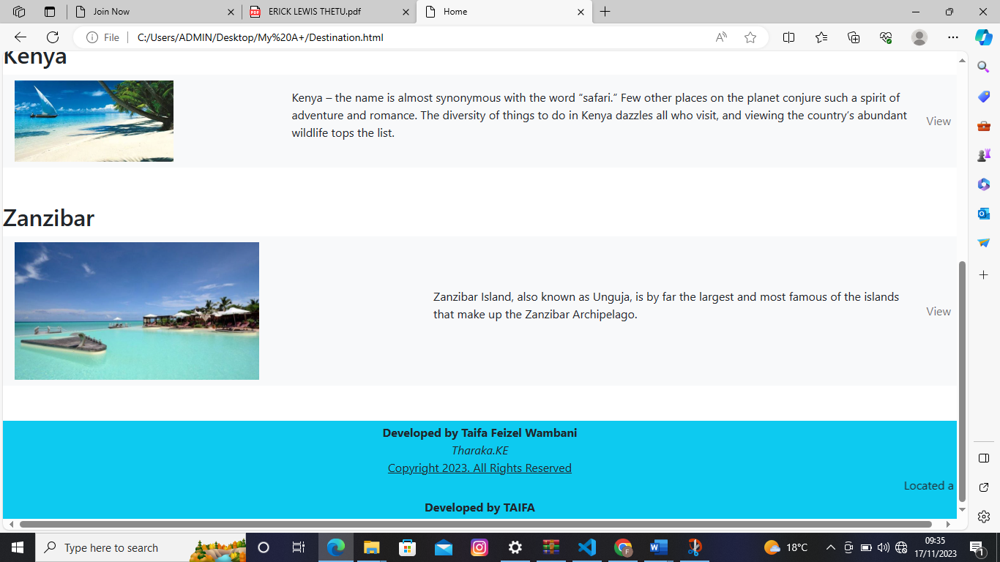 Join Now
ERICK LEWIS THETU.pdf
Home
File
C:/Users/ADMIN/Desktop/My%20A+/Destination.html
Kenya
Kenya – the name is almost synonymous with the word “safari.” Few other places on the planet conjure such a spirit of
adventure and romance. The diversity of things to do in Kenya dazzles all who visit, and viewing the country’s abundant
wildlife tops the list.
View
Zanzibar
Zanzibar Island, also known as Unguja, is by far the largest and most famous of the islands
that make up the Zanzibar Archipelago.
View
Developed by Taifa Feizel Wambani
Tharaka.KE
Copyright 2023. All Rights Reserved
Located a
Developed by TAIFA
Type here to search
18°C
09:35
17/11/2023
1